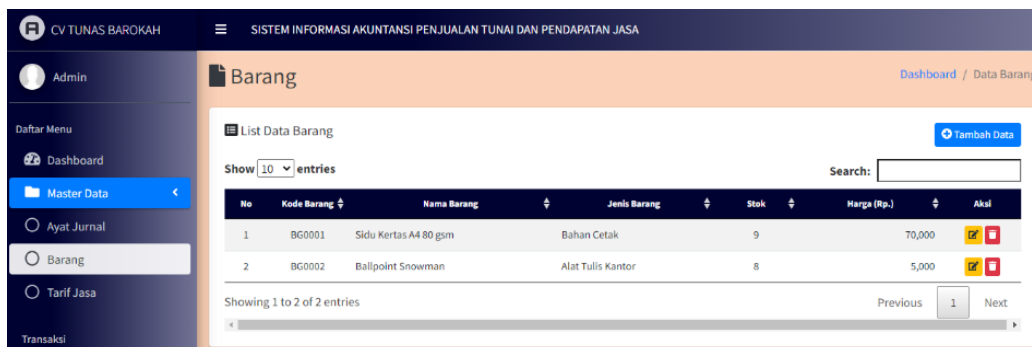 CV TUNAS BAROKAH
SISTEM INFORMASI AKUNTANSI PENJUALAN TUNAI DAN PENDAPATAN JASA
Admin
Daftar Menu
Dashboard
Master Data
Ayat Jurnal
Barang
Tarif Jasa
Transaksi
Barang
Dashboard / Data Barang
List Data Barang
Tambah Data
Show 10 entries
Search:
No Kode Barang Nama Barang Jenis Barang Stok Harga (Rp.) Aksi
1 BG0001 Sidu Kertas A4 80 gsm Bahan Cetak 9 70,000
2 BG0002 Ballpoint Snowman Alat Tulis Kantor 8 5,000
Showing 1 to 2 of 2 entries
Previous 1 Next